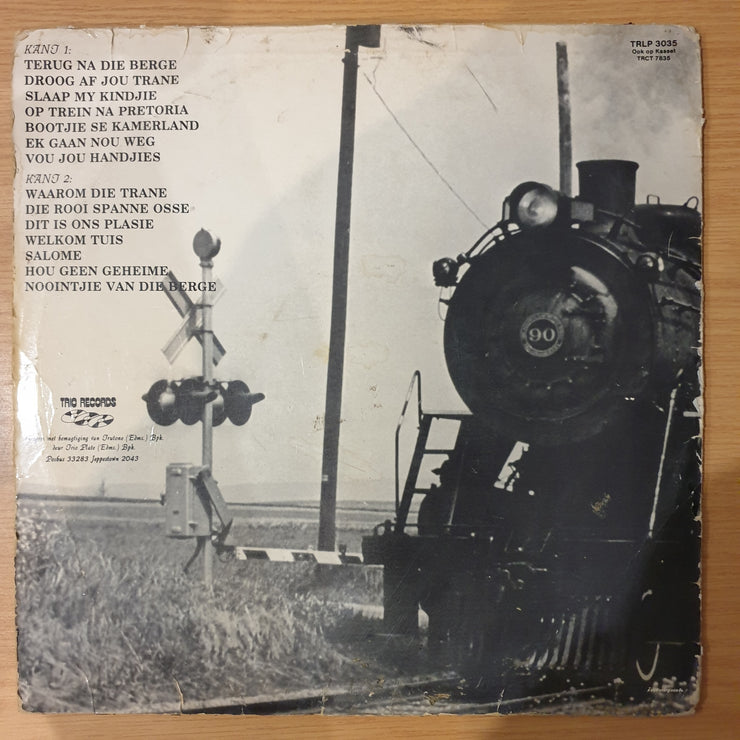 KANT 1:
TERUG NA DIE BERGE
DROOG AF JOU TRANE
SLAAP MY KINDJIE
OP TREIN NA PRETORIA
BOOTJIE SE KAMERLAND
EK GAAN NOU WEG
VOU JOU HANDJIES
KANT 2:
WAAROM DIE TRANE
DIE ROOI SPANNE OSSE
DIT IS ONS PLASIE
WELKOM TUIS
SALOME
HOU GEEN GEHEIME
NOOINTJIE VAN DIE BERGE
TRLP 3035
Ook op Kasset
TRCT 7835
90
TRIO RECORDS
met bemagtiging van Trutone (Edms.) Bpk.
deur Trio Plate (Edms.) Bpk.
Posbus 33283 Jeppestown 2043